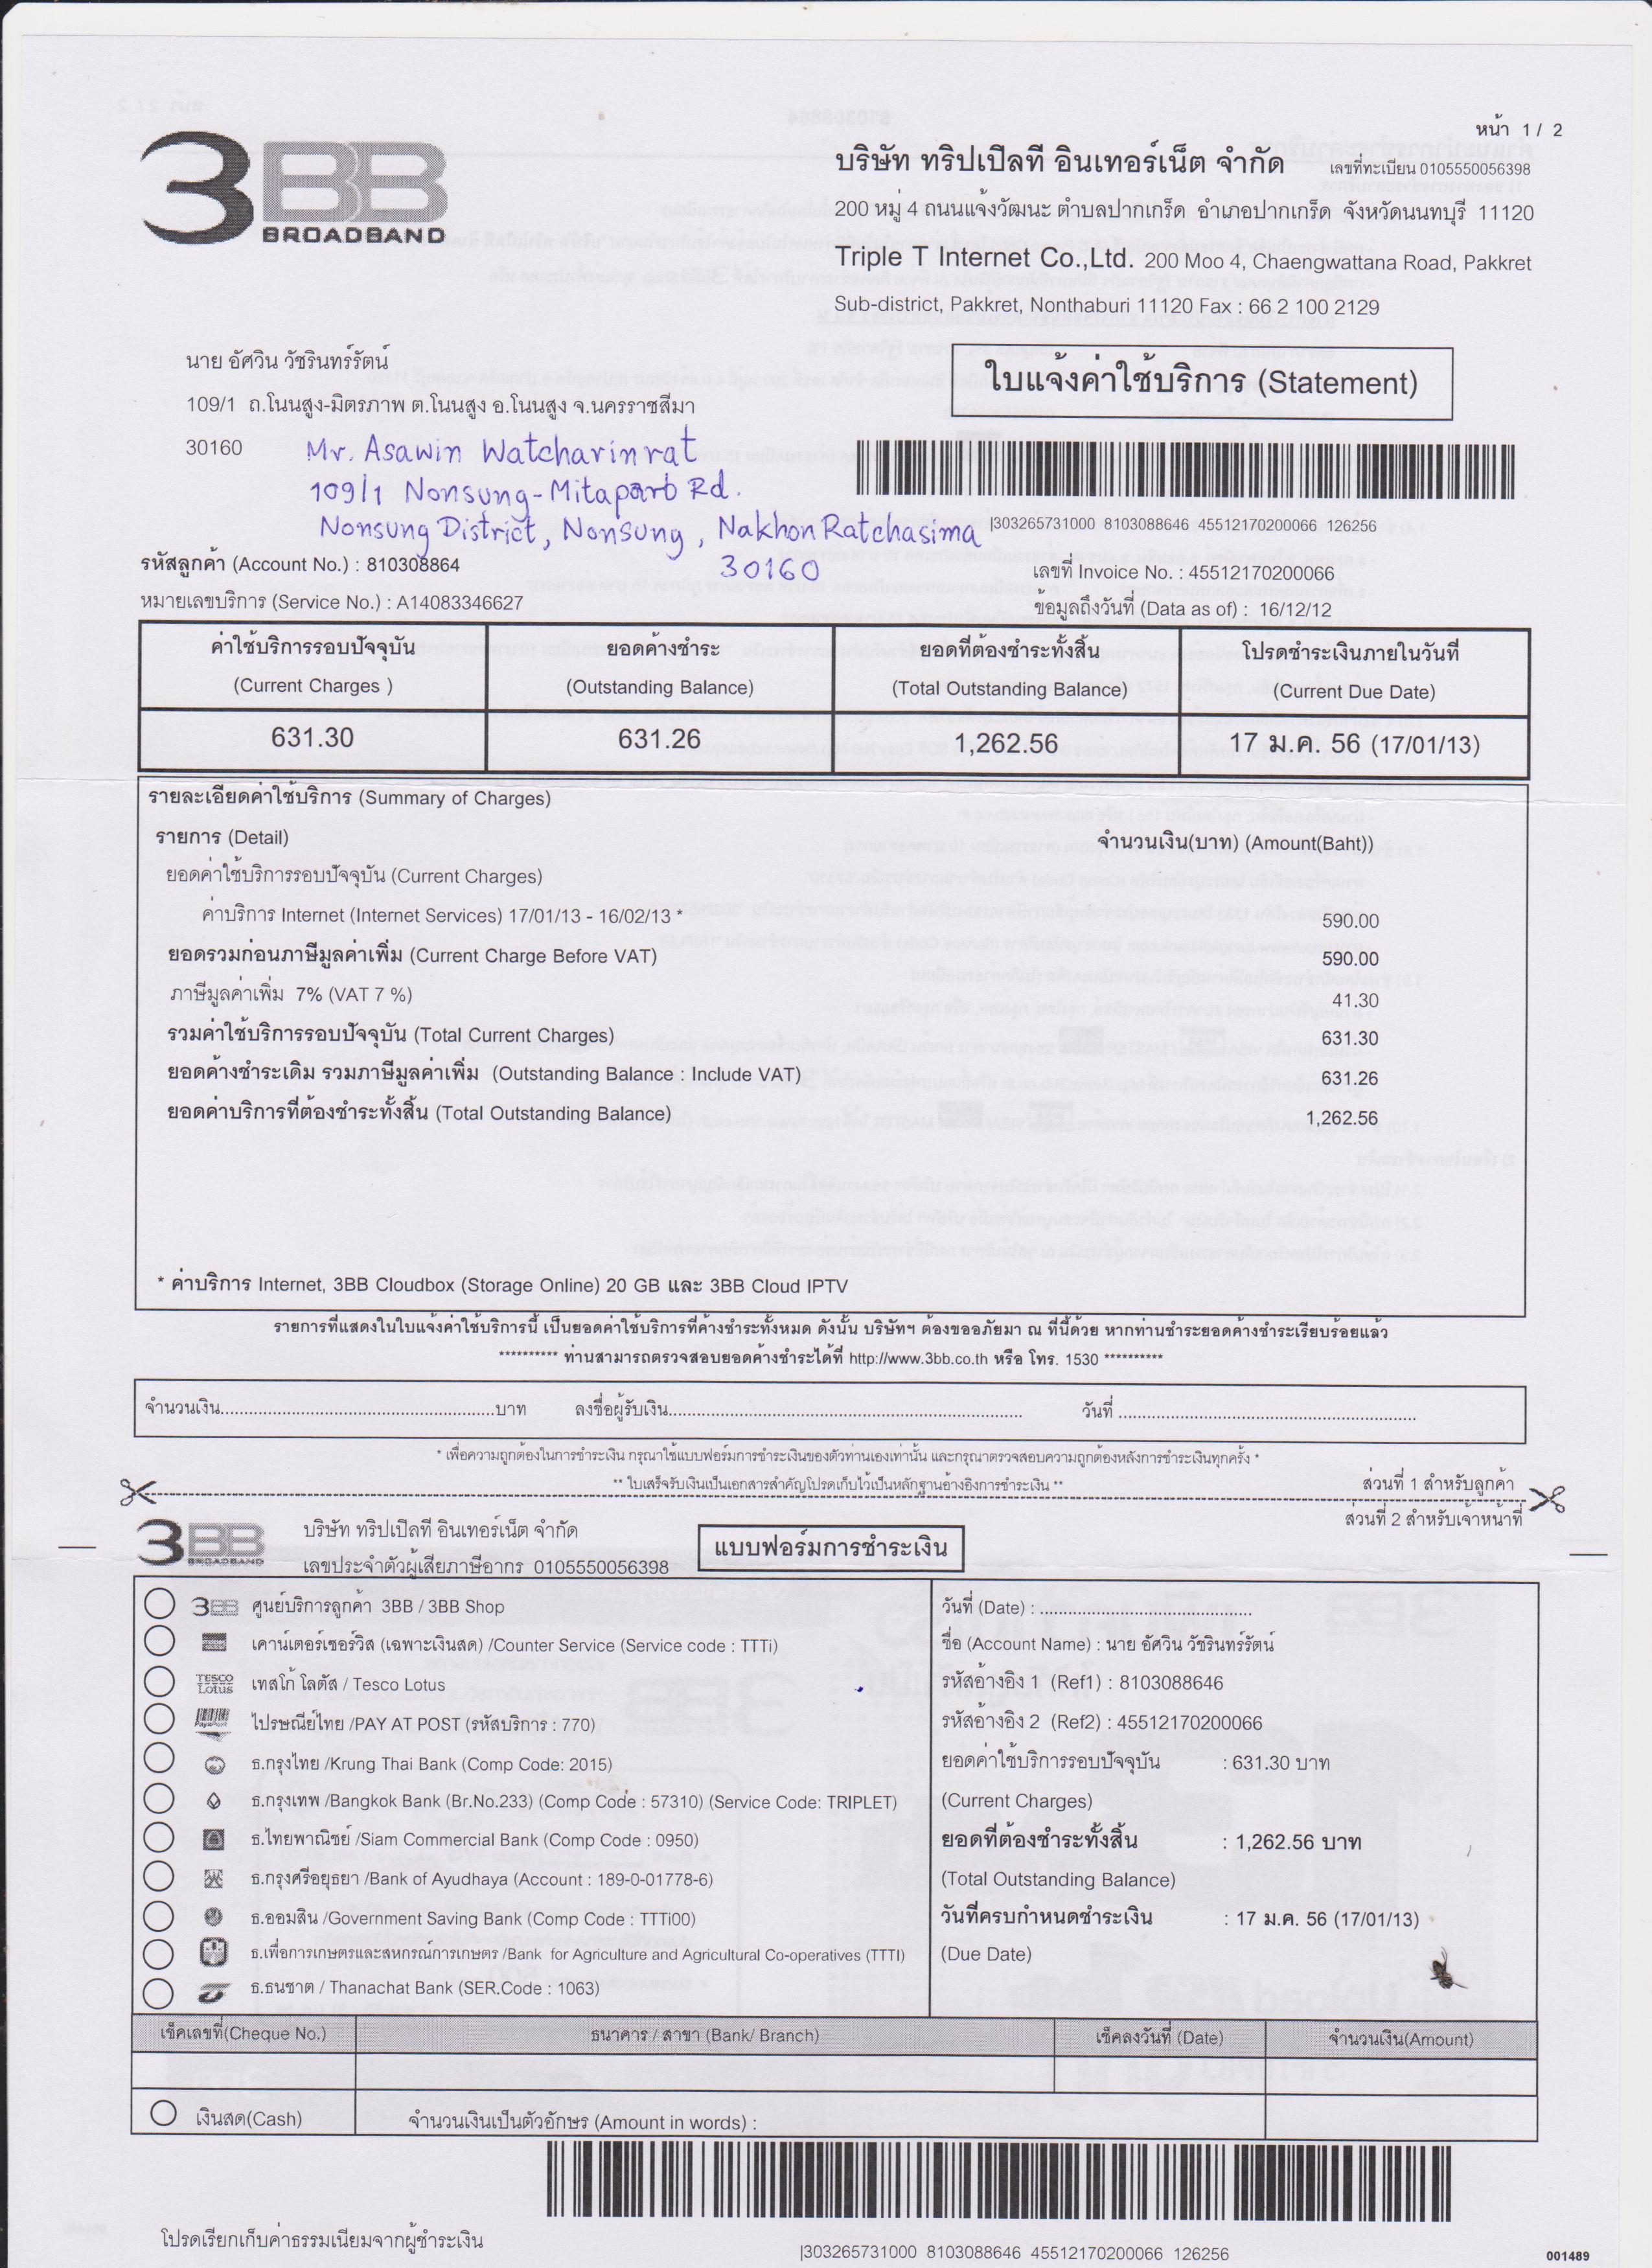 หน้า 1 / 2
3BB
BROADBAND
บริษัท ทริปเปิลที อินเทอร์เน็ต จำกัด เลขที่ทะเบียน 0105550056398
200 หมู่ 4 ถนนแจ้งวัฒนะ ตำบลปากเกร็ด อำเภอปากเกร็ด จังหวัดนนทบุรี 11120
Triple T Internet Co.,Ltd. 200 Moo 4, Chaengwattana Road, Pakkret
Sub-district, Pakkret, Nonthaburi 11120 Fax : 66 2 100 2129
นาย อัศวิน วัชรินทร์รัตน์
109/1 ถ.โนนสูง-มิตรภาพ ต.โนนสูง อ.โนนสูง จ.นครราชสีมา
30160
ใบแจ้งค่าใช้บริการ (Statement)
Mr. Asawin Watcharinrat
109/1 Nonsung-Mitaparb Rd.
Nonsung District, Nonsung, Nakhon Ratchasima
30160
|303265731000 8103088646 45512170200066 126256
รหัสลูกค้า (Account No.) : 810308864
เลขที่ Invoice No. : 45512170200066
หมายเลขบริการ (Service No.) : A14083346627
ข้อมูลถึงวันที่ (Data as of) : 16/12/12
ค่าใช้บริการรอบปัจจุบัน ยอดค้างชำระ ยอดที่ต้องชำระทั้งสิ้น โปรดชำระเงินภายในวันที่
(Current Charges ) (Outstanding Balance) (Total Outstanding Balance) (Current Due Date)
631.30 631.26 1,262.56 17 ม.ค. 56 (17/01/13)
รายละเอียดค่าใช้บริการ (Summary of Charges)
รายการ (Detail) จำนวนเงิน(บาท) (Amount(Baht))
ยอดค่าใช้บริการรอบปัจจุบัน (Current Charges)
ค่าบริการ Internet (Internet Services) 17/01/13 - 16/02/13 * 590.00
ยอดรวมก่อนภาษีมูลค่าเพิ่ม (Current Charge Before VAT) 590.00
ภาษีมูลค่าเพิ่ม 7% (VAT 7 %) 41.30
รวมค่าใช้บริการรอบปัจจุบัน (Total Current Charges) 631.30
ยอดค้างชำระเดิม รวมภาษีมูลค่าเพิ่ม (Outstanding Balance : Include VAT) 631.26
ยอดค่าบริการที่ต้องชำระทั้งสิ้น (Total Outstanding Balance) 1,262.56
* ค่าบริการ Internet, 3BB Cloudbox (Storage Online) 20 GB และ 3BB Cloud IPTV
รายการที่แสดงในใบแจ้งค่าใช้บริการนี้ เป็นยอดค่าใช้บริการที่ค้างชำระทั้งหมด ดังนั้น บริษัทฯ ต้องขออภัยมา ณ ที่นี้ด้วย หากท่านชำระยอดค้างชำระเรียบร้อยแล้ว
********** ท่านสามารถตรวจสอบยอดค้างชำระได้ที่ http://www.3bb.co.th หรือ โทร. 1530 **********
จำนวนเงิน..................บาท ลงชื่อผู้รับเงิน.................. วันที่ ..................
* เพื่อความถูกต้องในการชำระเงิน กรุณาใช้แบบฟอร์มการชำระเงินของตัวท่านเองเท่านั้น และกรุณาตรวจสอบความถูกต้องหลังการชำระเงินทุกครั้ง *
** ใบเสร็จรับเงินเป็นเอกสารสำคัญโปรดเก็บไว้เป็นหลักฐานอ้างอิงการชำระเงิน **
ส่วนที่ 1 สำหรับลูกค้า
ส่วนที่ 2 สำหรับเจ้าหน้าที่
3BB
BROADBAND
บริษัท ทริปเปิลที อินเทอร์เน็ต จำกัด
เลขประจำตัวผู้เสียภาษีอากร 0105550056398
แบบฟอร์มการชำระเงิน
3BB ศูนย์บริการลูกค้า 3BB / 3BB Shop
เคาน์เตอร์เซอร์วิส (เฉพาะเงินสด) /Counter Service (Service code : TTTi)
TESCO Lotus เทสโก้ โลตัส / Tesco Lotus
ไปรษณีย์ไทย /PAY AT POST (รหัสบริการ : 770)
ธ.กรุงไทย /Krung Thai Bank (Comp Code: 2015)
ธ.กรุงเทพ /Bangkok Bank (Br.No.233) (Comp Code : 57310) (Service Code: TRIPLET)
ธ.ไทยพาณิชย์ /Siam Commercial Bank (Comp Code : 0950)
ธ.กรุงศรีอยุธยา /Bank of Ayudhaya (Account : 189-0-01778-6)
ธ.ออมสิน /Government Saving Bank (Comp Code : TTTi00)
ธ.เพื่อการเกษตรและสหกรณ์การเกษตร /Bank for Agriculture and Agricultural Co-operatives (TTTI)
ธ.ธนชาต / Thanachat Bank (SER.Code : 1063)
วันที่ (Date) : ..................
ชื่อ (Account Name) : นาย อัศวิน วัชรินทร์รัตน์
รหัสอ้างอิง 1 (Ref1) : 8103088646
รหัสอ้างอิง 2 (Ref2) : 45512170200066
ยอดค่าใช้บริการรอบปัจจุบัน : 631.30 บาท
(Current Charges)
ยอดที่ต้องชำระทั้งสิ้น : 1,262.56 บาท
(Total Outstanding Balance)
วันที่ครบกำหนดชำระเงิน : 17 ม.ค. 56 (17/01/13)
(Due Date)
เช็คเลขที่(Cheque No.) ธนาคาร / สาขา (Bank/ Branch) เช็คลงวันที่ (Date) จำนวนเงิน(Amount)
เงินสด(Cash) จำนวนเงินเป็นตัวอักษร (Amount in words) :
โปรดเรียกเก็บค่าธรรมเนียมจากผู้ชำระเงิน
|303265731000 8103088646 45512170200066 126256
001489